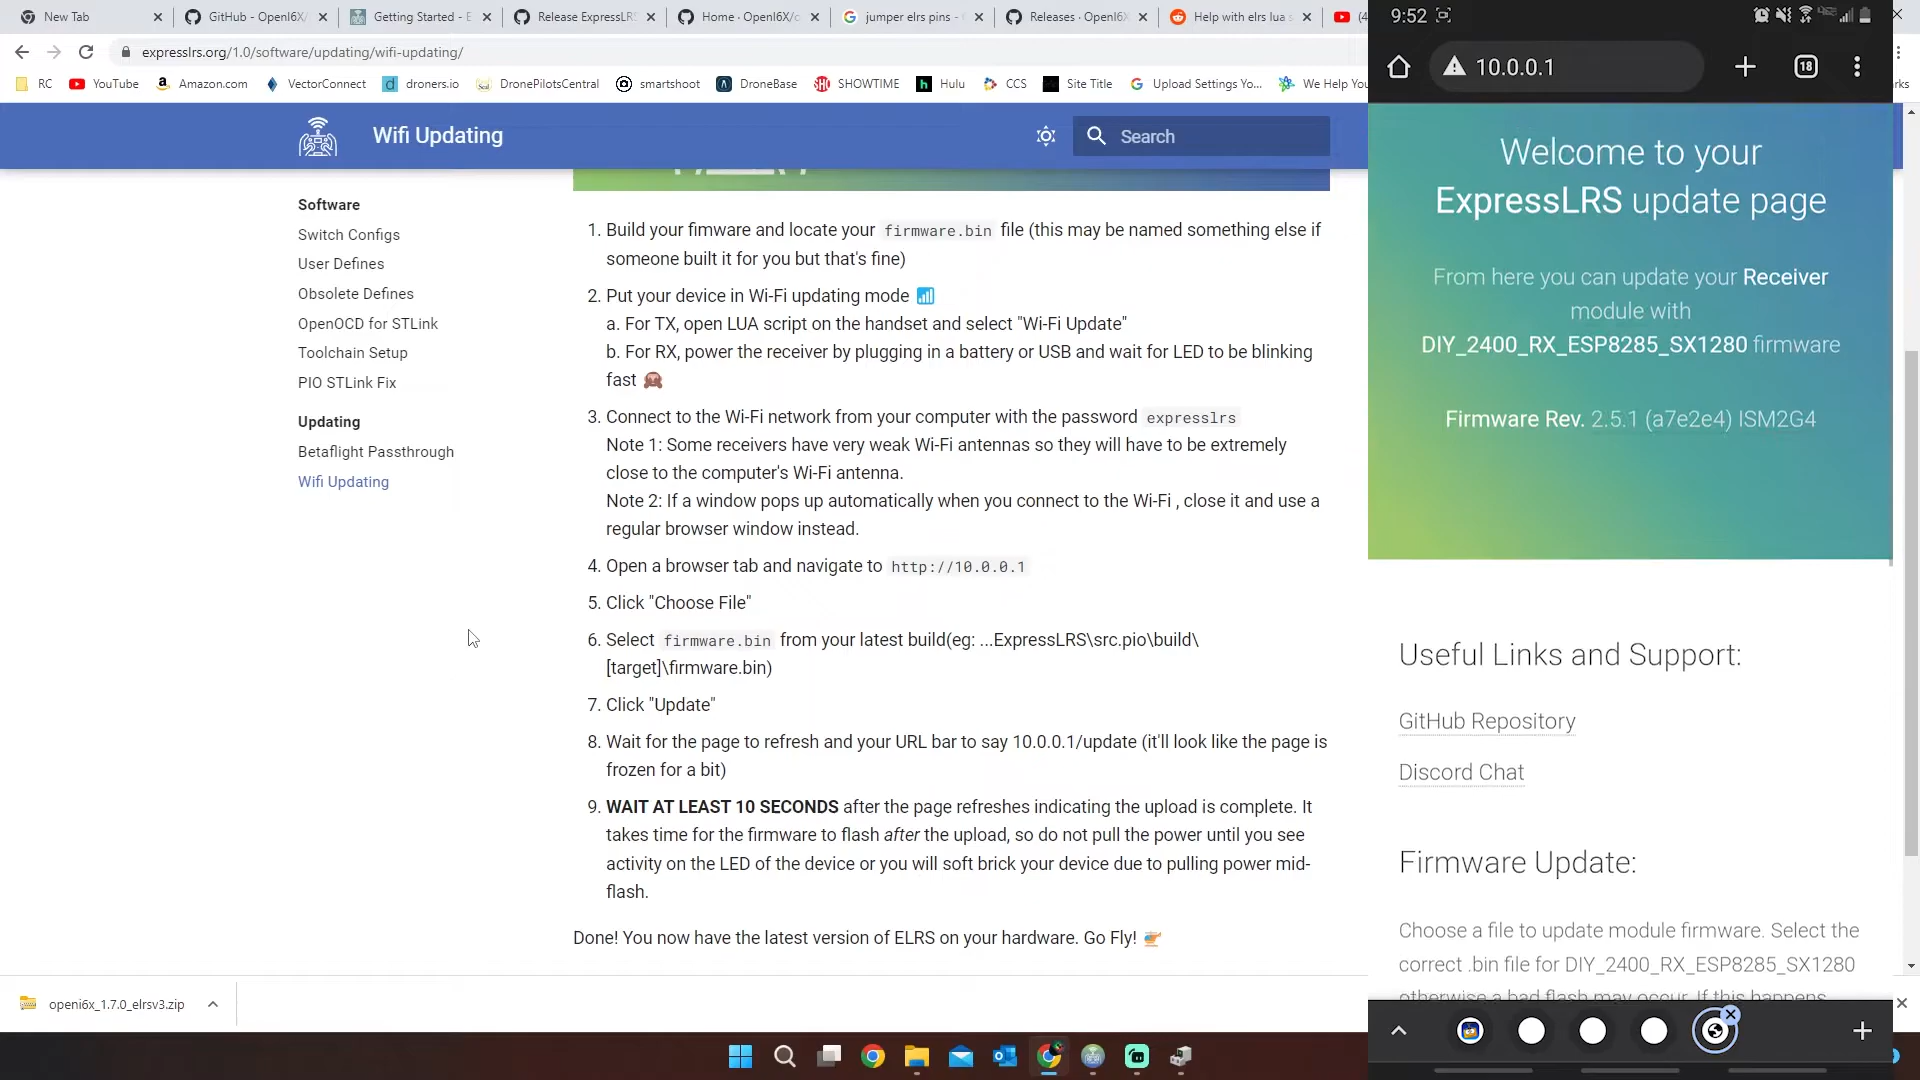 New Tab
GitHub - OpenI6X/
Getting Started - E
Release ExpressLRS
Home · OpenI6X/o
jumper elrs pins -
Releases · OpenI6X
Help with elrs lua s
expresslrs.org/1.0/software/updating/wifi-updating/
RC
YouTube
Amazon.com
VectorConnect
droners.io
DronePilotsCentral
smartshoot
DroneBase
SHOWTIME
Hulu
CCS
Site Title
Upload Settings Yo...
We Help You
Wifi Updating
Search
Software
Switch Configs
User Defines
Obsolete Defines
OpenOCD for STLink
Toolchain Setup
PIO STLink Fix
Updating
Betaflight Passthrough
Wifi Updating
1. Build your fimware and locate your firmware.bin file (this may be named something else if
someone built it for you but that's fine)
2. Put your device in Wi-Fi updating mode
a. For TX, open LUA script on the handset and select "Wi-Fi Update"
b. For RX, power the receiver by plugging in a battery or USB and wait for LED to be blinking
fast
3. Connect to the Wi-Fi network from your computer with the password expresslrs
Note 1: Some receivers have very weak Wi-Fi antennas so they will have to be extremely
close to the computer's Wi-Fi antenna.
Note 2: If a window pops up automatically when you connect to the Wi-Fi , close it and use a
regular browser window instead.
4. Open a browser tab and navigate to http://10.0.0.1
5. Click "Choose File"
6. Select firmware.bin from your latest build(eg: ...ExpressLRS\src.pio\build\
[target]\firmware.bin)
7. Click "Update"
8. Wait for the page to refresh and your URL bar to say 10.0.0.1/update (it'll look like the page is
frozen for a bit)
9. WAIT AT LEAST 10 SECONDS after the page refreshes indicating the upload is complete. It
takes time for the firmware to flash after the upload, so do not pull the power until you see
activity on the LED of the device or you will soft brick your device due to pulling power mid-
flash.
Done! You now have the latest version of ELRS on your hardware. Go Fly!
openi6x_1.7.0_elrsv3.zip
9:52
10.0.0.1
18
Welcome to your
ExpressLRS update page
From here you can update your Receiver
module with
DIY_2400_RX_ESP8285_SX1280 firmware
Firmware Rev. 2.5.1 (a7e2e4) ISM2G4
Useful Links and Support:
GitHub Repository
Discord Chat
Firmware Update:
Choose a file to update module firmware. Select the
correct .bin file for DIY_2400_RX_ESP8285_SX1280
otherwise a bad flash may occur. If this happens